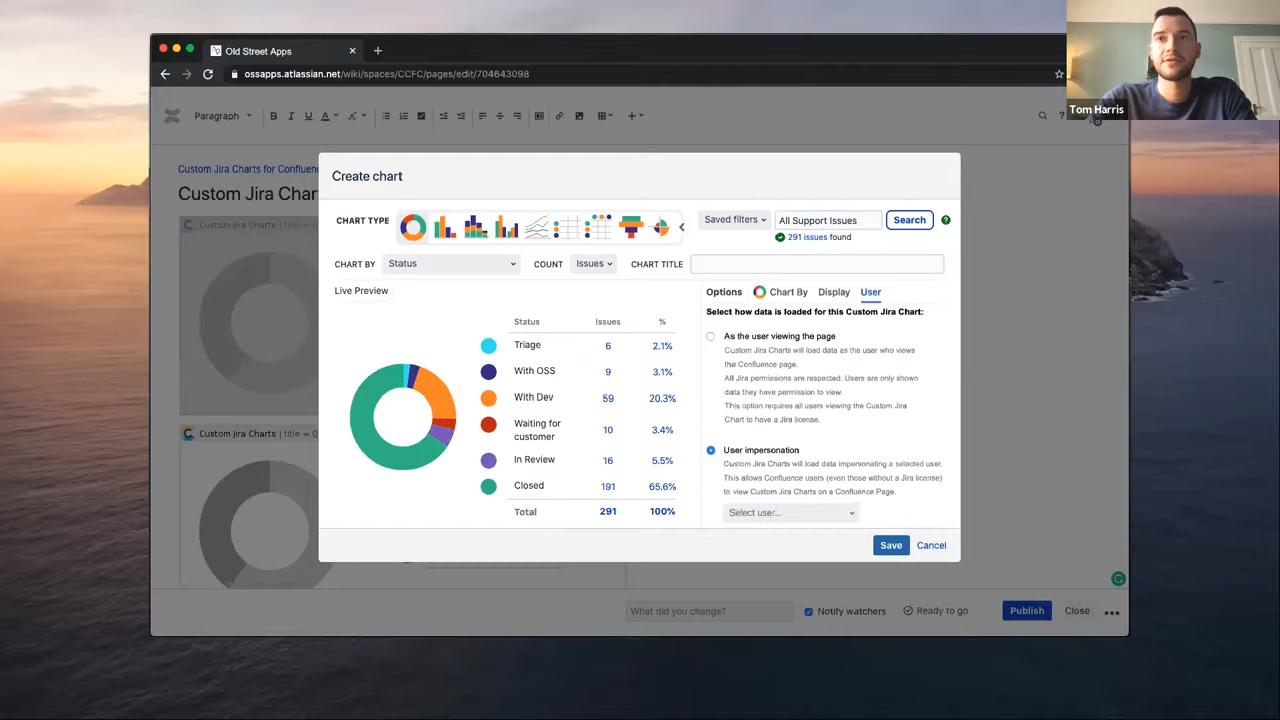 Old Street Apps
ossapps.atlassian.net/wiki/spaces/CCFC/pages/edit/704643098
Tom Harris
Paragraph
B I U A
Custom Jira Charts for Confluenc
Custom Jira Char
Custom Jira Charts | title =
Custom Jira Charts | title = Q
Create chart
CHART TYPE
Saved filters
All Support Issues
Search
291 issues found
CHART BY
Status
COUNT
Issues
CHART TITLE
Live Preview
Options
Chart By
Display
User
Status Issues %
Triage 6 2.1%
With OSS 9 3.1%
With Dev 59 20.3%
Waiting for
customer 10 3.4%
In Review 16 5.5%
Closed 191 65.6%
Total 291 100%
Select how data is loaded for this Custom Jira Chart:
As the user viewing the page
Custom Jira Charts will load data as the user who views
the Confluence page.
All Jira permissions are respected. Users are only shown
data they have permission to view.
This option requires all users viewing the Custom Jira
Chart to have a Jira license.
User impersonation
Custom Jira Charts will load data impersonating a selected user.
This allows Confluence users (even those without a Jira license)
to view Custom Jira Charts on a Confluence Page.
Select user...
Save
Cancel
What did you change?
Notify watchers
Ready to go
Publish
Close